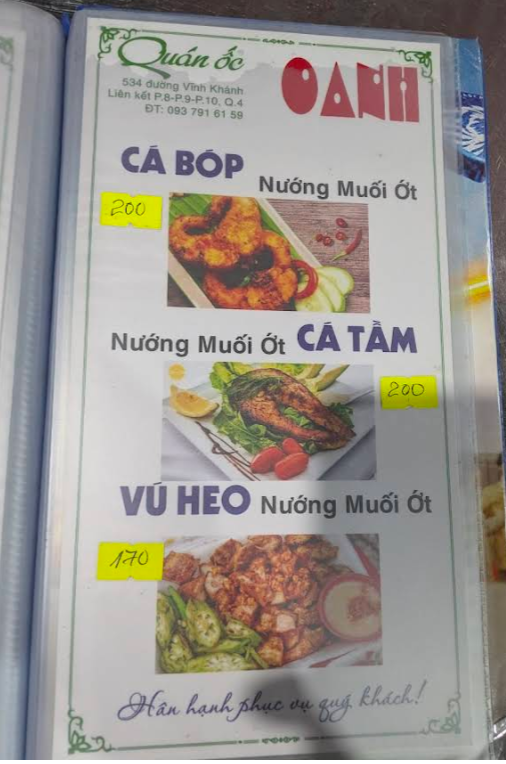 Quán ốc
OANH
534 đường Vĩnh Khánh
Liên kết P.8-P.9-P.10, Q.4
ĐT: 093 791 61 59
CÁ BÓP
Nướng Muối Ớt
200
Nướng Muối Ớt CÁ TẦM
200
VÚ HEO Nướng Muối Ớt
170
Hân hạnh phục vụ quý khách!